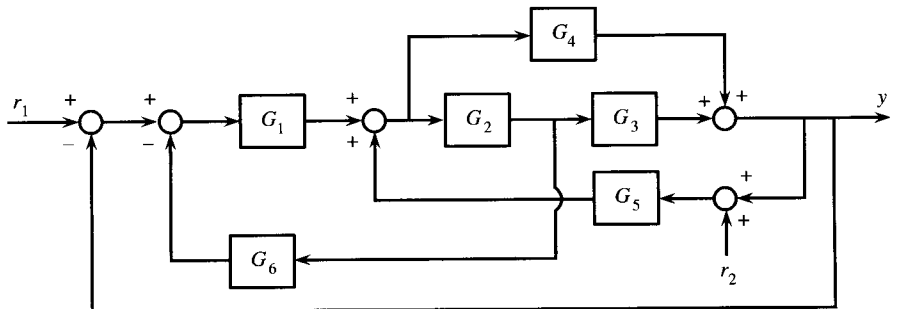 G₄
r₁ + + + + + y
− − G₁ + G₂ G₃
+
G₅ +
+
G₆
r₂